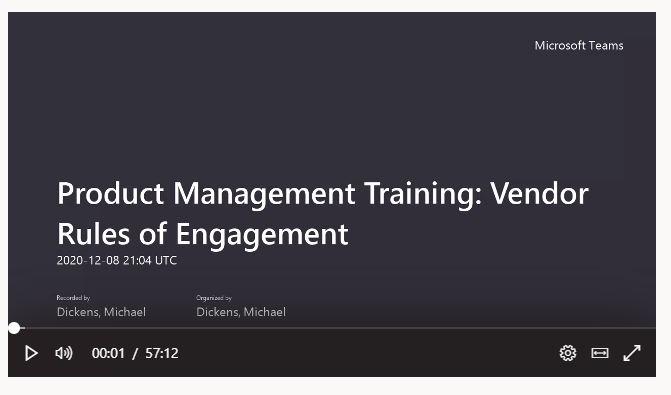 Microsoft Teams
Product Management Training: Vendor
Rules of Engagement
2020-12-08 21:04 UTC
Recorded by
Organized by
Dickens, Michael
Dickens, Michael
00:01 / 57:12